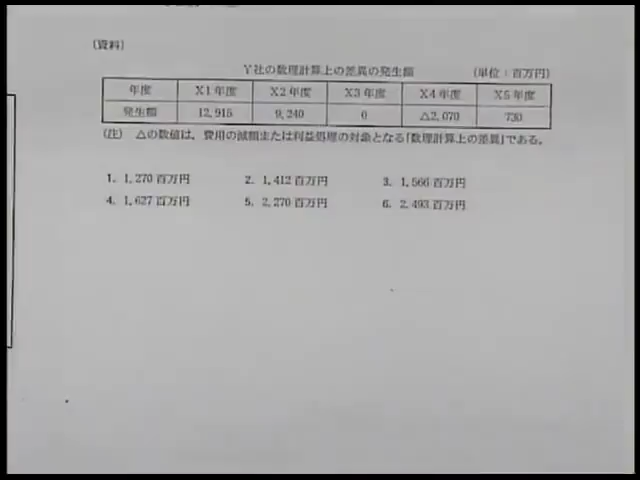 （資料）
Y社の数理計算上の差異の発生額 （単位：百万円）
年度 X1年度 X2年度 X3年度 X4年度 X5年度
発生額 12,915 9,240 0 △2,070 730
（注） △の数値は、費用の減額または利益処理の対象となる「数理計算上の差異」である。
1. 1,270百万円 2. 1,412百万円 3. 1,566百万円
4. 1,627百万円 5. 2,270百万円 6. 2,493百万円